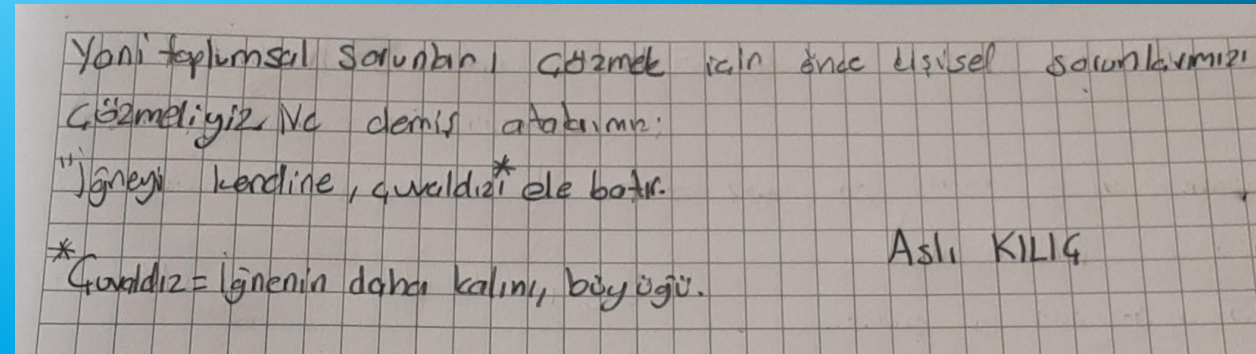 Yani toplumsal sorunları çözmek için önce kişisel sorunlarımızı
çözmeliyiz. Ne demiş atalarımız:
"İğneyi kendine, çuvaldızı* ele batır.
Aslı KILIÇ
*Çuvaldız = İğnenin daha kalını, büyüğü.